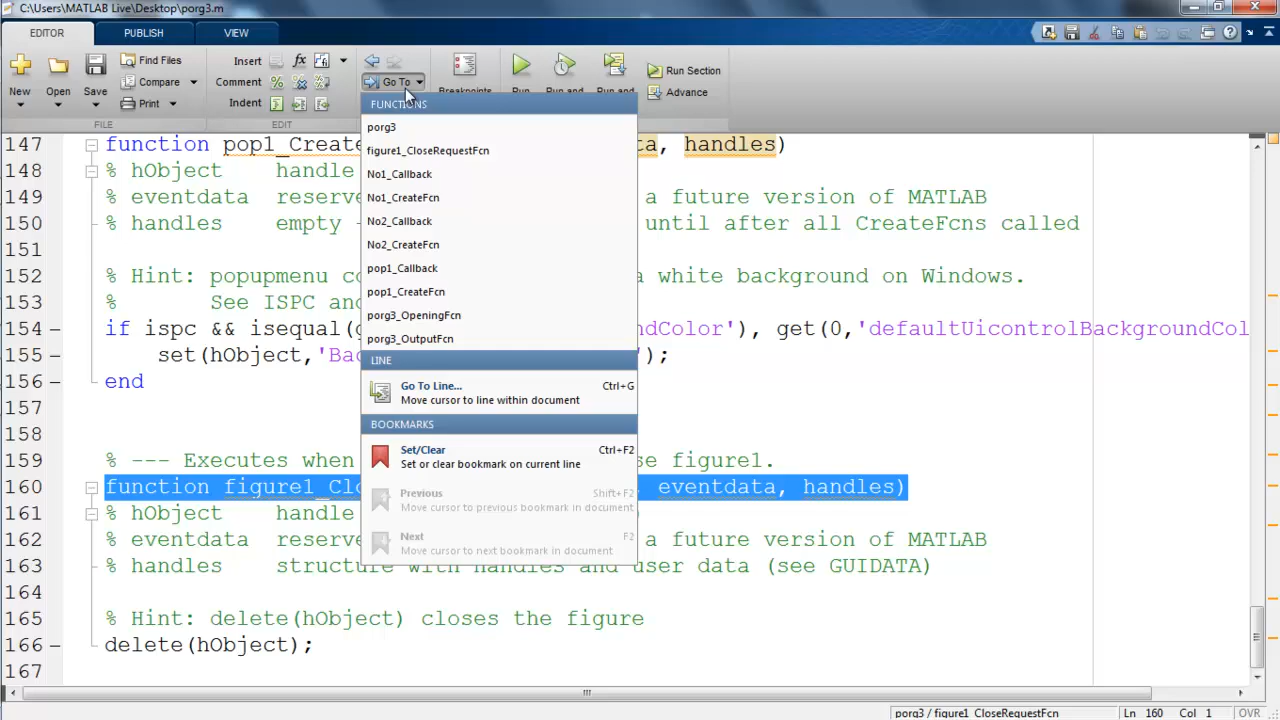 C:\Users\MATLAB Live\Desktop\porg3.m
EDITOR PUBLISH VIEW
New Open Save
Find Files
Compare
Print
FILE
Insert
Comment
Indent
EDIT
Go To
Breakpoints
Run
Run and
Run and
Run Section
Advance
FUNCTIONS
porg3
figure1_CloseRequestFcn
No1_Callback
No1_CreateFcn
No2_Callback
No2_CreateFcn
pop1_Callback
pop1_CreateFcn
porg3_OpeningFcn
porg3_OutputFcn
LINE
Go To Line... Ctrl+G
Move cursor to line within document
BOOKMARKS
Set/Clear Ctrl+F2
Set or clear bookmark on current line
Previous Shift+F2
Move cursor to previous bookmark in document
Next F2
Move cursor to next bookmark in document
147 function pop1_Create ta, handles)
148 % hObject handle
149 % eventdata reserve a future version of MATLAB
150 % handles empty - until after all CreateFcns called
151
152 % Hint: popupmenu co a white background on Windows.
153 % See ISPC and
154 if ispc && isequal(g ndColor'), get(0,'defaultUicontrolBackgroundCol
155 set(hObject,'Ba ');
156 end
157
158
159 % --- Executes when se figure1.
160 function figure1_Clo , eventdata, handles)
161 % hObject handle )
162 % eventdata reserve a future version of MATLAB
163 % handles structure with handles and user data (see GUIDATA)
164
165 % Hint: delete(hObject) closes the figure
166 delete(hObject);
167
porg3 / figure1_CloseRequestFcn Ln 160 Col 1 OVR